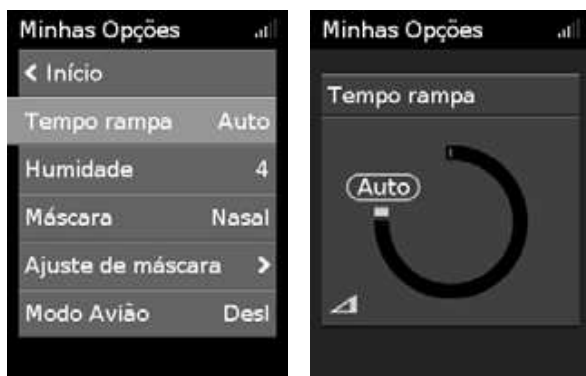 Minhas Opções
Início
Tempo rampa Auto
Humidade 4
Máscara Nasal
Ajuste de máscara
Modo Avião Desl
Minhas Opções
Tempo rampa
Auto